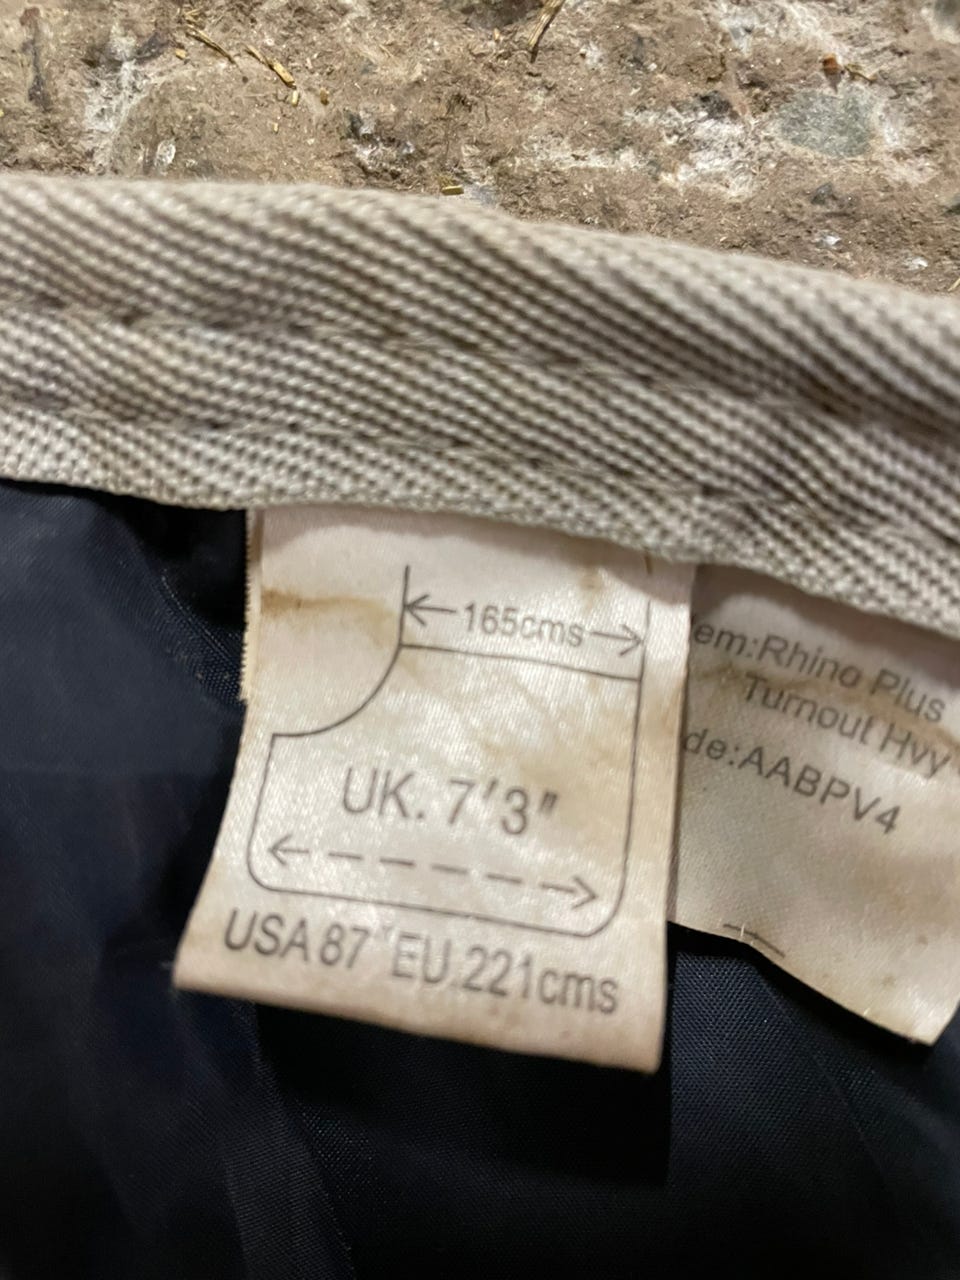 165cms
UK. 7'3"
USA 87" EU.221cms
em:Rhino Plus
Turnout Hvy
de:AABPV4